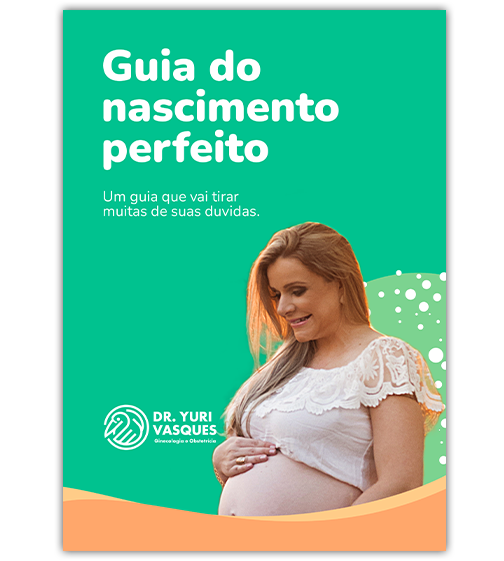 Guia do
nascimento
perfeito
Um guia que vai tirar
muitas de suas duvidas.
DR. YURI
VASQUES
Ginecologia e Obstetrícia